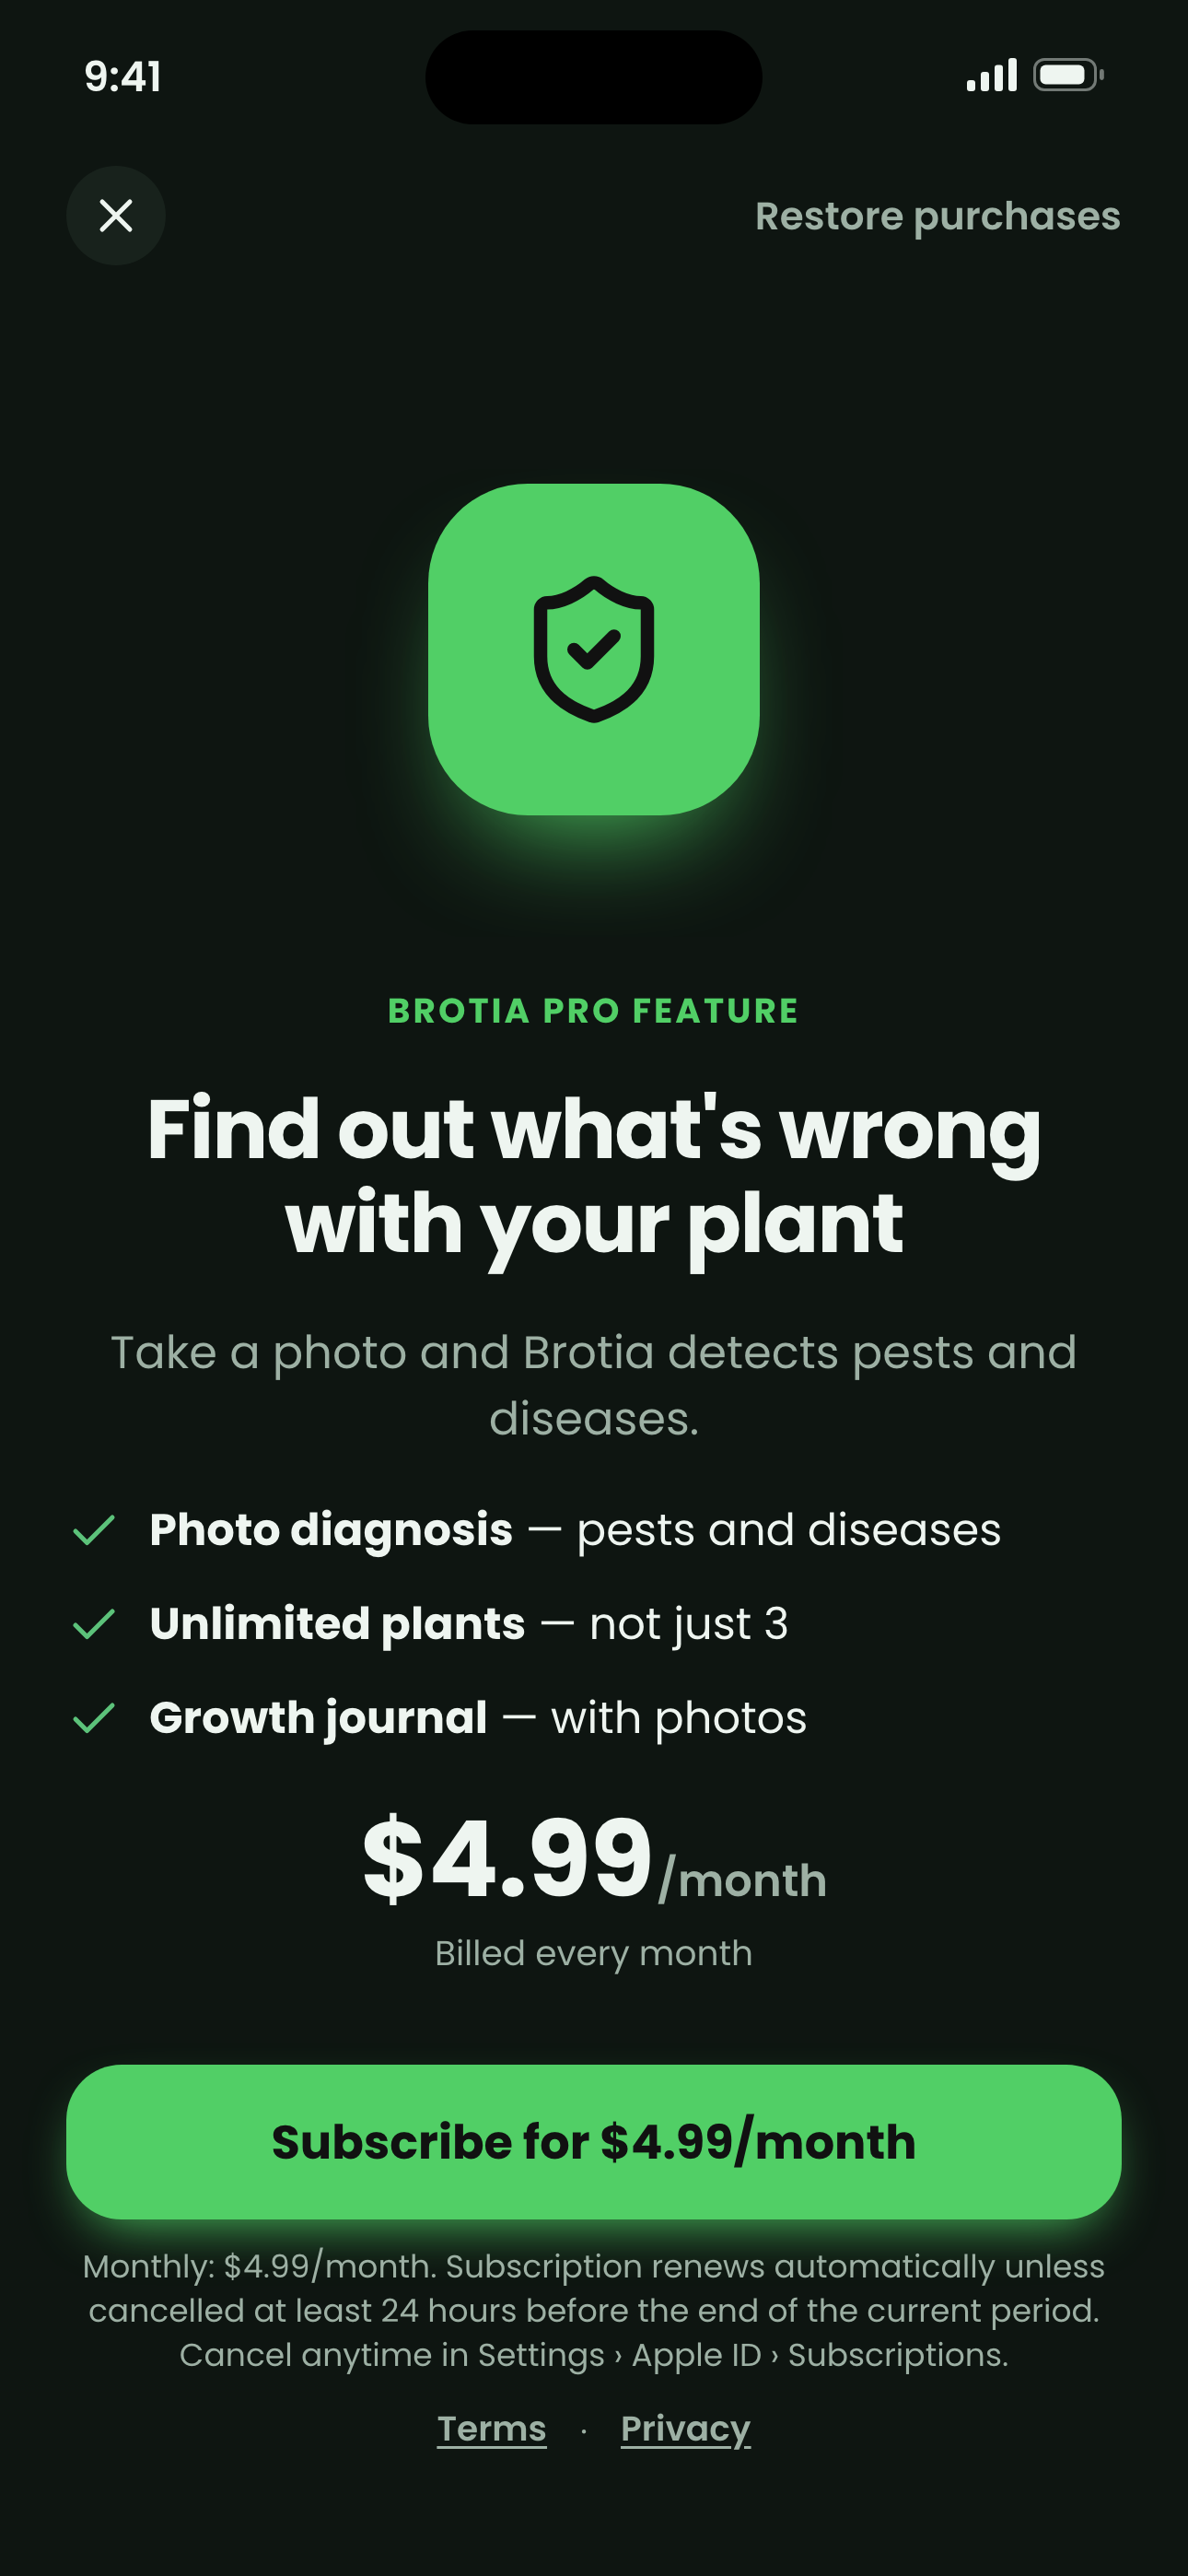 9:41
Restore purchases
BROTIA PRO FEATURE
Find out what's wrong
with your plant
Take a photo and Brotia detects pests and
diseases.
Photo diagnosis — pests and diseases
Unlimited plants — not just 3
Growth journal — with photos
$4.99/month
Billed every month
Subscribe for $4.99/month
Monthly: $4.99/month. Subscription renews automatically unless
cancelled at least 24 hours before the end of the current period.
Cancel anytime in Settings › Apple ID › Subscriptions.
Terms · Privacy